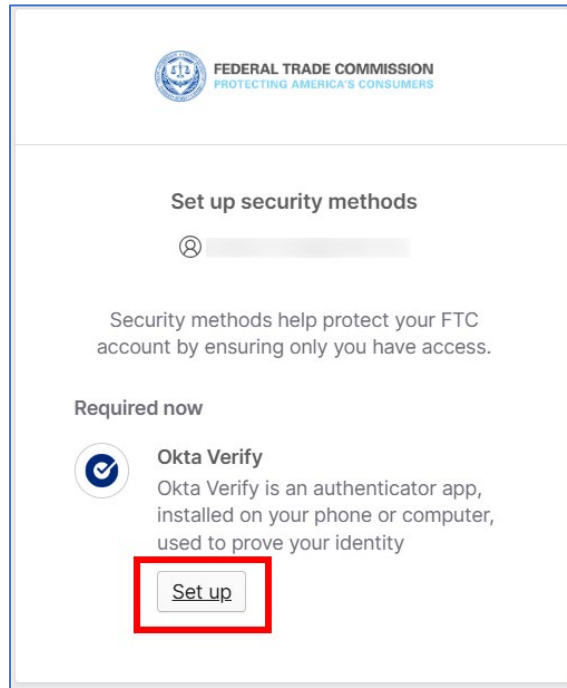 FEDERAL TRADE COMMISSION
PROTECTING AMERICA'S CONSUMERS
Set up security methods
Security methods help protect your FTC
account by ensuring only you have access.
Required now
Okta Verify
Okta Verify is an authenticator app,
installed on your phone or computer,
used to prove your identity
Set up